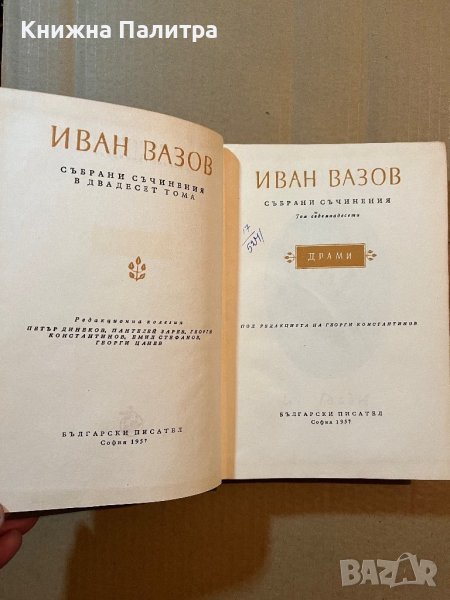 Книжна Палитра
ИВАН ВАЗОВ
СЪБРАНИ СЪЧИНЕНИЯ
В ДВАДЕСЕТ ТОМА
Редакционна колегия
ПЕТЪР ДИНЕКОВ, ПАНТЕЛЕЙ ЗАРЕВ, ГЕОРГИ
КОНСТАНТИНОВ, ЕМИЛ СТЕФАНОВ,
ГЕОРГИ ЦАНЕВ
БЪЛГАРСКИ ПИСАТЕЛ
София 1957
ИВАН ВАЗОВ
СЪБРАНИ СЪЧИНЕНИЯ
Том седемнадесети
17
ДРАМИ
ПОД РЕДАКЦИЯТА НА ГЕОРГИ КОНСТАНТИНОВ
БЪЛГАРСКИ ПИСАТЕЛ
София 1957
BAZAR